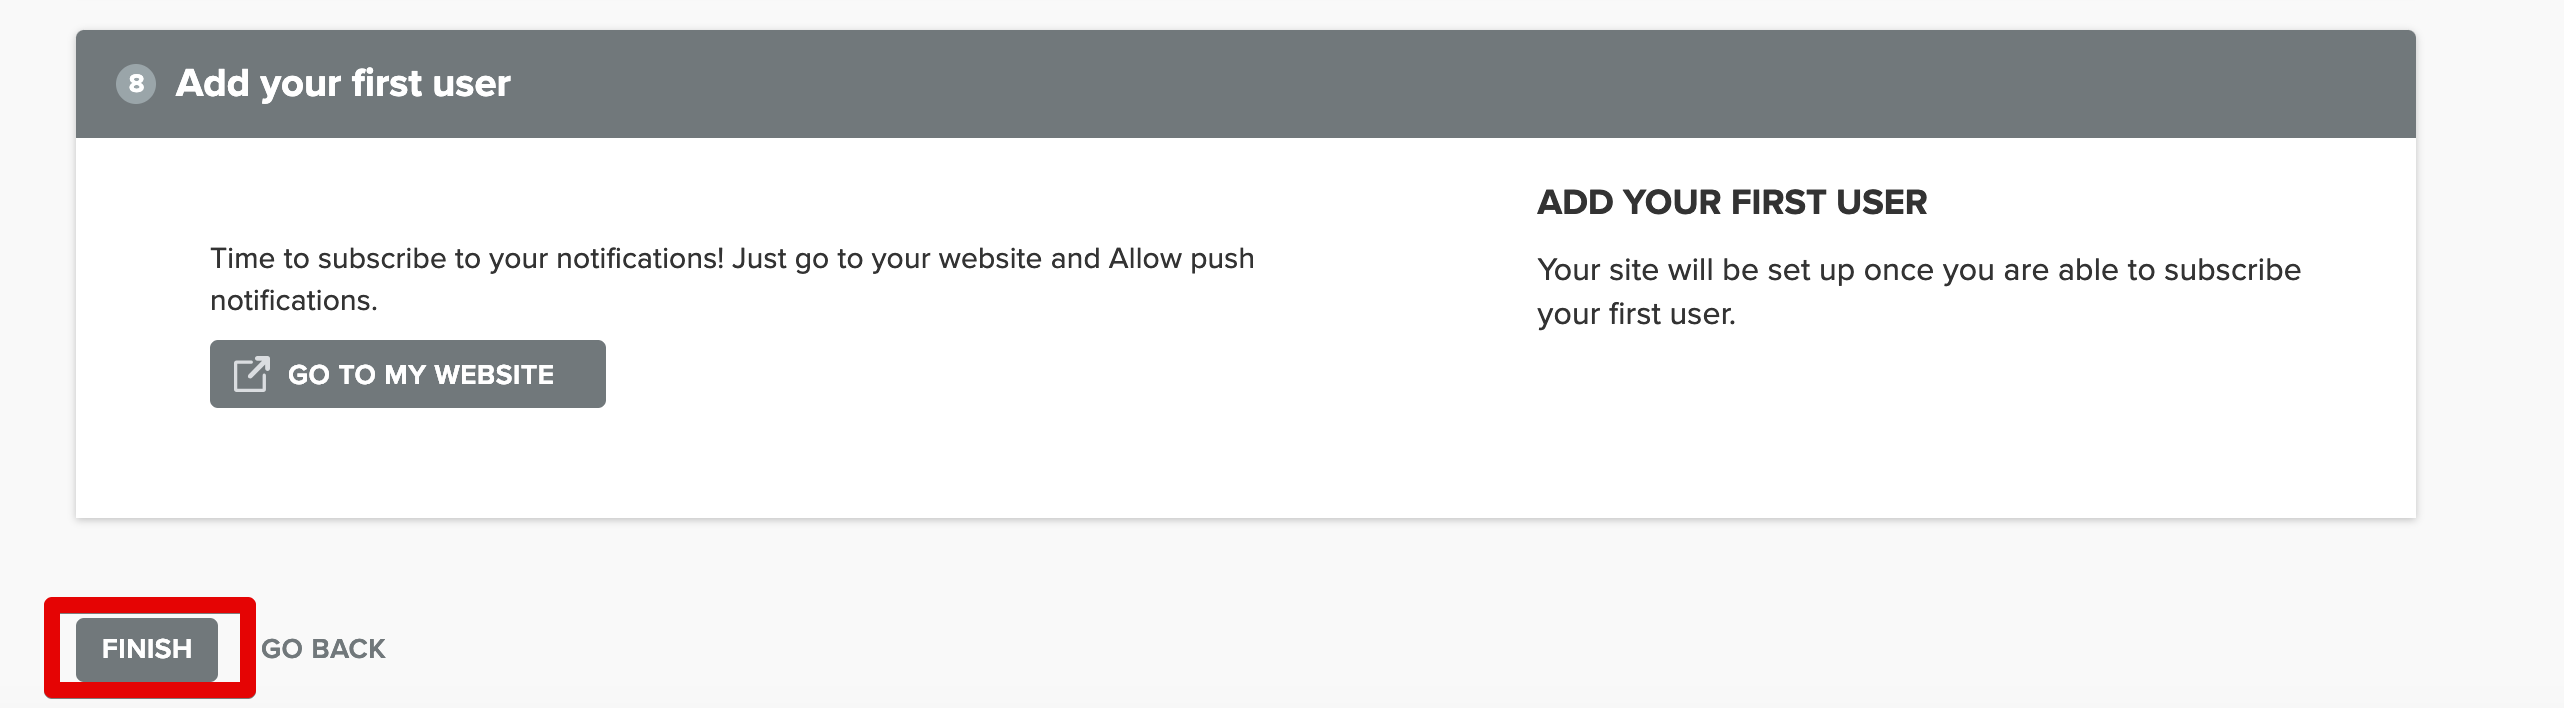 8 Add your first user
Time to subscribe to your notifications! Just go to your website and Allow push
notifications.
GO TO MY WEBSITE
ADD YOUR FIRST USER
Your site will be set up once you are able to subscribe
your first user.
FINISH GO BACK